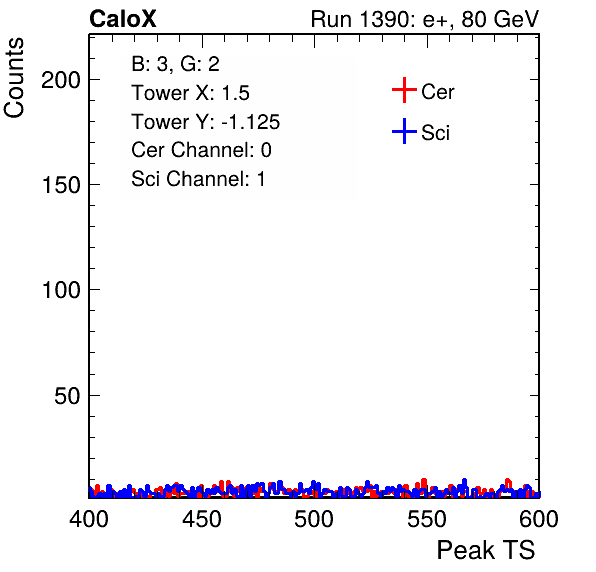 CaloX Run 1390: e+, 80 GeV
Counts
B: 3, G: 2
Tower X: 1.5
Tower Y: -1.125
Cer Channel: 0
Sci Channel: 1
Cer
Sci
200
150
100
50
400 450 500 550 600
Peak TS